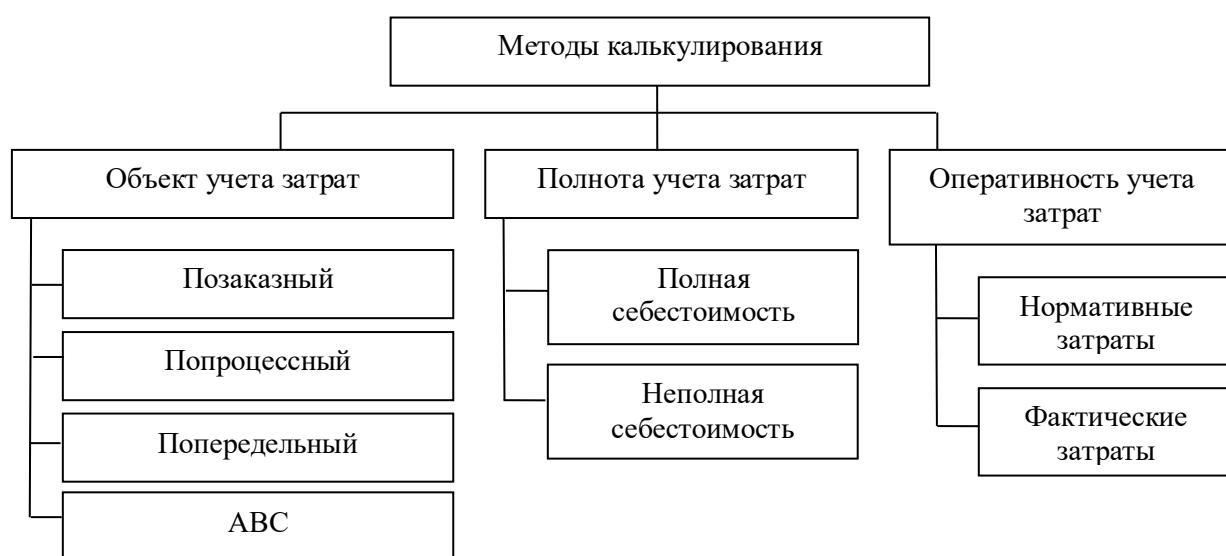 Методы калькулирования
Объект учета затрат
Позаказный
Попроцессный
Попередельный
АВС
Полнота учета затрат
Полная
себестоимость
Неполная
себестоимость
Оперативность учета
затрат
Нормативные
затраты
Фактические
затраты